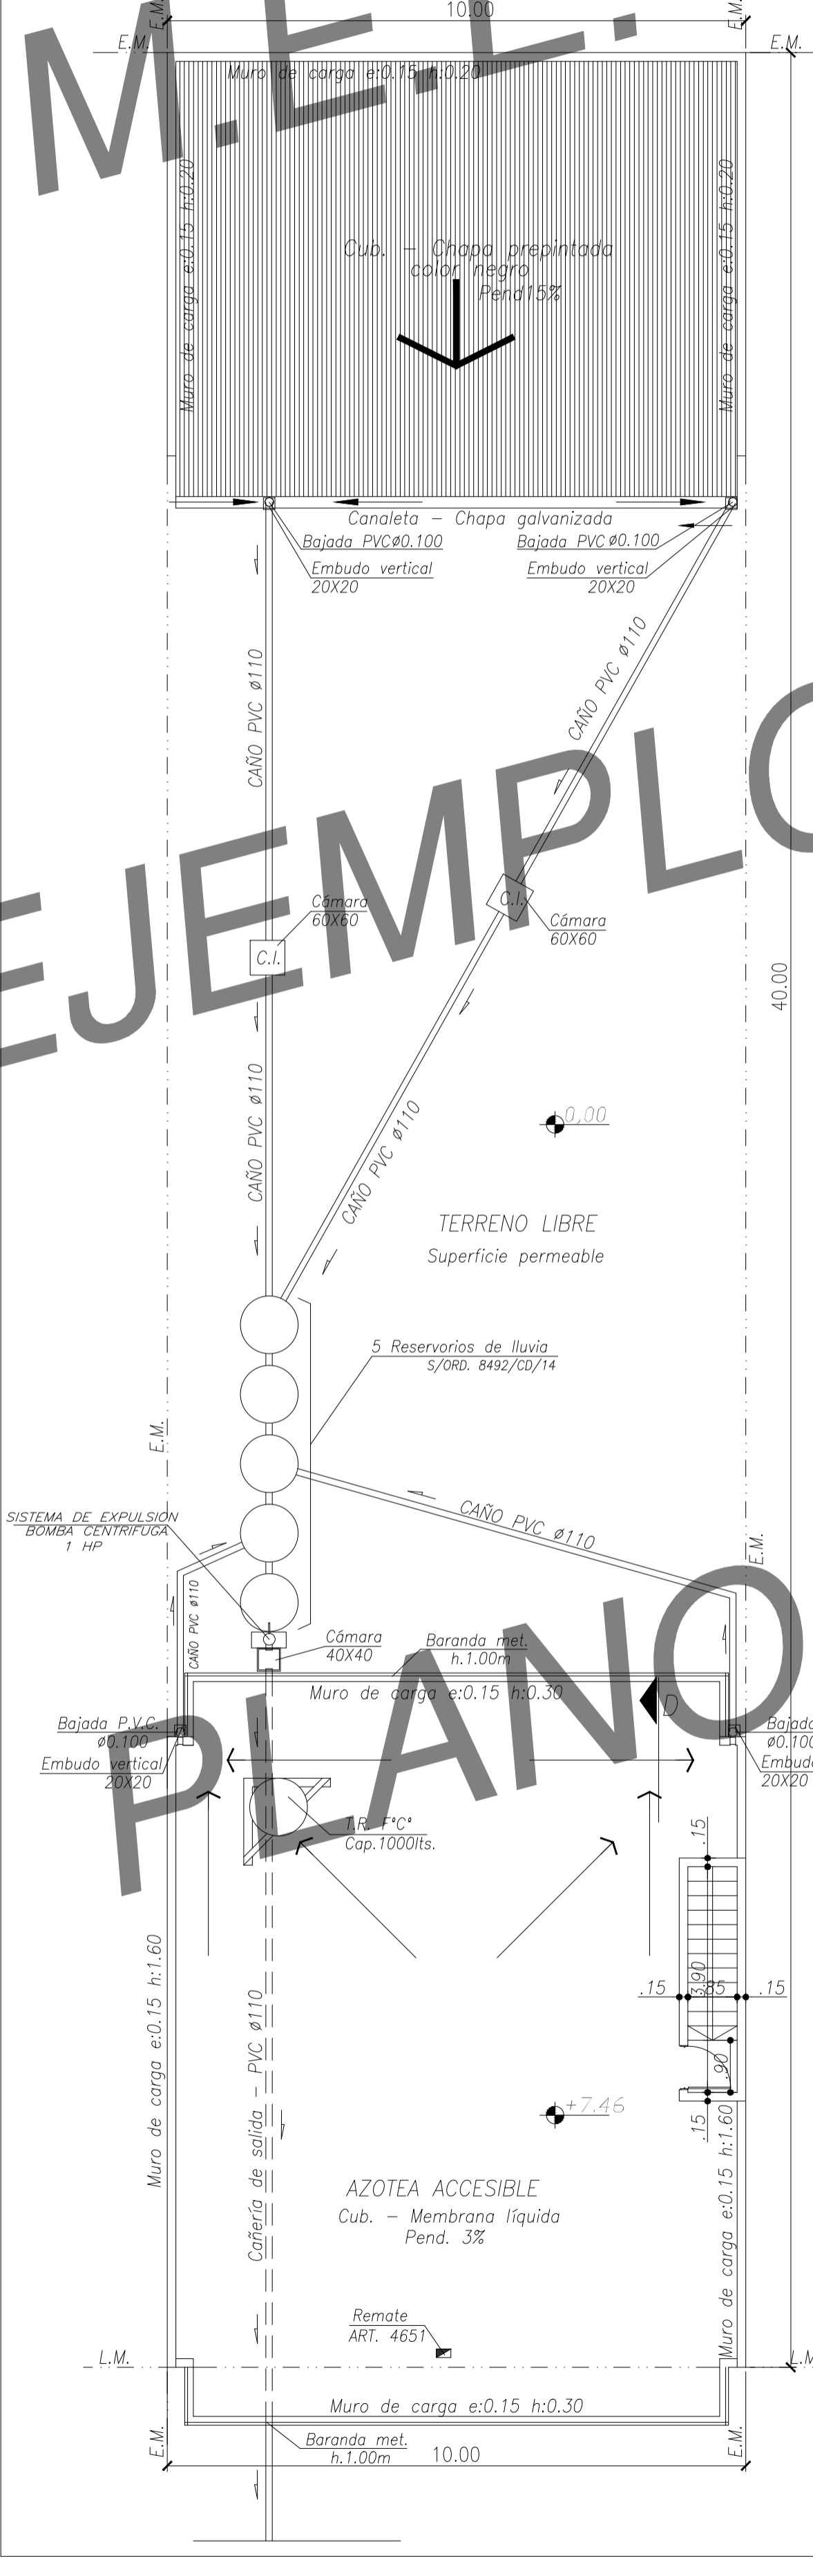 10.00
E.M.
E.M.
E.M.
E.M.
M.E.E.
Muro de carga e:0.15 h:0.20
Muro de carga e:0.15 h:0.20
Muro de carga e:0.15 h:0.20
Cub. - Chapa prepintada
color negro
Pend15%
Canaleta - Chapa galvanizada
Bajada PVCø0.100
Bajada PVC ø0.100
Embudo vertical
20X20
Embudo vertical
20X20
CAÑO PVC ø110
CAÑO PVC ø110
EJEMPLO
Cámara
60X60
C.I.
C.I.
Cámara
60X60
40.00
CAÑO PVC ø110
CAÑO PVC ø110
0,00
TERRENO LIBRE
Superficie permeable
5 Reservorios de lluvia
S/ORD. 8492/CD/14
E.M.
SISTEMA DE EXPULSION
BOMBA CENTRIFUGA
1 HP
CAÑO PVC ø110
E.M.
CAÑO PVC ø110
Cámara
40X40
Baranda met.
h.1.00m
Muro de carga e:0.15 h:0.30
D
PLANO
Bajada P.V.C.
ø0.100
Embudo vertical
20X20
Bajada
ø0.100
Embudo
20X20
T.R. F°C°
Cap.1000lts.
.15
3.90
.15
.85
.15
.90
.15
Muro de carga e:0.15 h:1.60
Cañería de salida - PVC ø110
+7.46
Muro de carga e:0.15 h:1.60
AZOTEA ACCESIBLE
Cub. - Membrana líquida
Pend. 3%
Remate
ART. 4651
L.M.
L.M
Muro de carga e:0.15 h:0.30
E.M.
E.M.
Baranda met.
h.1.00m
10.00